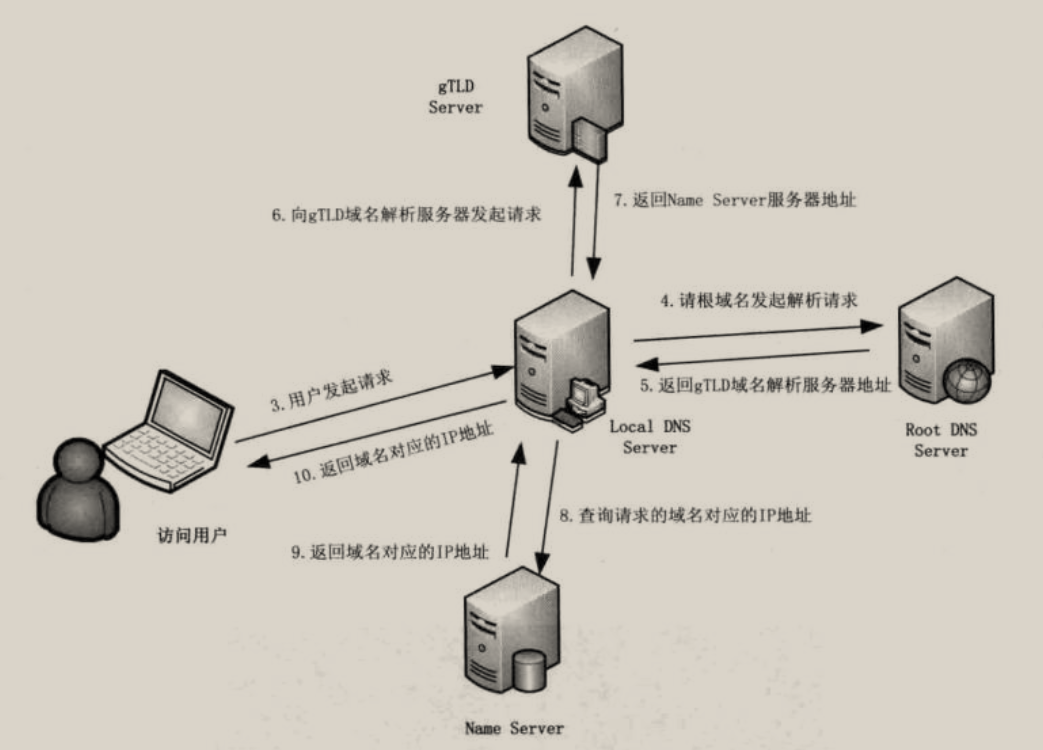 gTLD
Server
6.向gTLD域名解析服务器发起请求
7.返回Name Server服务器地址
4.请根域名发起解析请求
3.用户发起请求
5.返回gTLD域名解析服务器地址
Local DNS
Server
Root DNS
Server
10.返回域名对应的IP地址
访问用户
8.查询请求的域名对应的IP地址
9.返回域名对应的IP地址
Name Server